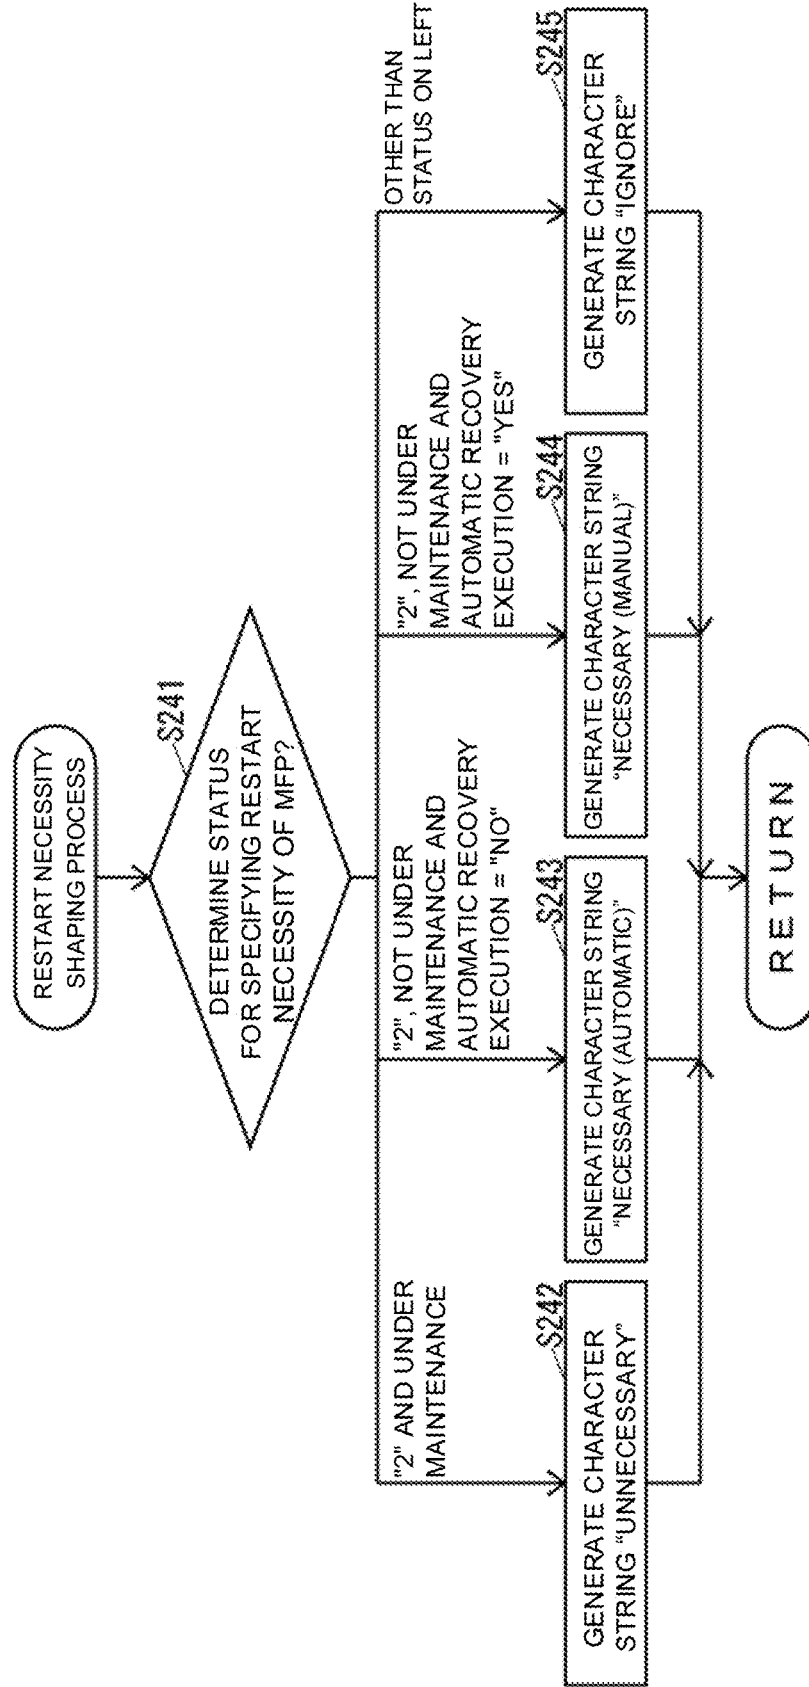 RESTART NECESSITY
SHAPING PROCESS
S241
DETERMINE STATUS
FOR SPECIFYING RESTART
NECESSITY OF MFP?
"2" AND UNDER
MAINTENANCE
"2", NOT UNDER
MAINTENANCE AND
AUTOMATIC RECOVERY
EXECUTION = "NO"
"2", NOT UNDER
MAINTENANCE AND
AUTOMATIC RECOVERY
EXECUTION = "YES"
OTHER THAN
STATUS ON LEFT
S242
GENERATE CHARACTER
STRING “UNNECESSARY”
S243
GENERATE CHARACTER STRING
“NECESSARY (AUTOMATIC)”
S244
GENERATE CHARACTER STRING
“NECESSARY (MANUAL)”
S245
GENERATE CHARACTER
STRING “IGNORE”
RETURN